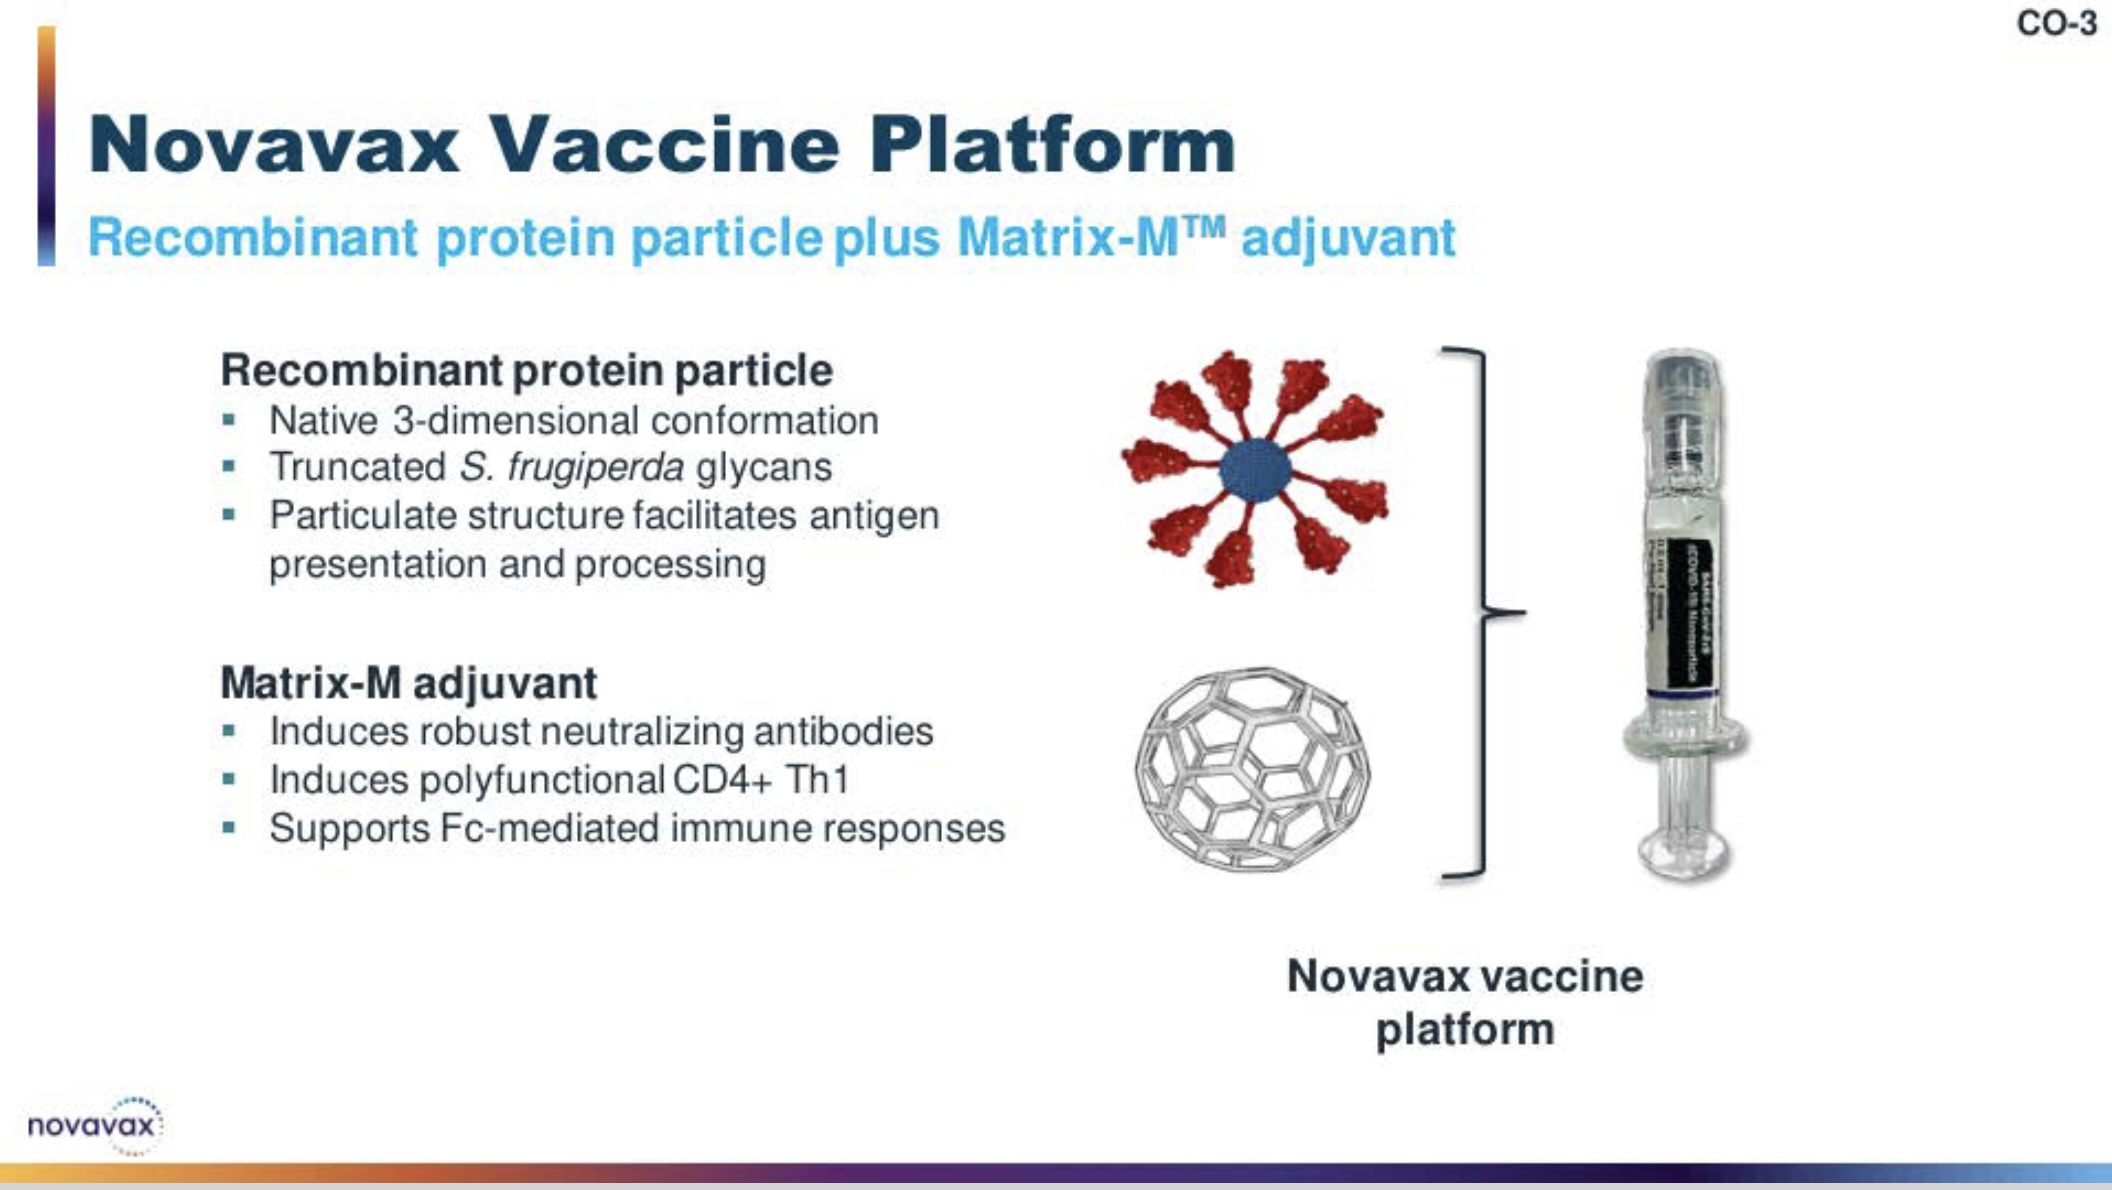 CO-3
Novavax Vaccine Platform
Recombinant protein particle plus Matrix-M™ adjuvant
Recombinant protein particle
▪ Native 3-dimensional conformation
▪ Truncated S. frugiperda glycans
▪ Particulate structure facilitates antigen
presentation and processing
Matrix-M adjuvant
▪ Induces robust neutralizing antibodies
▪ Induces polyfunctional CD4+ Th1
▪ Supports Fc-mediated immune responses
Novavax vaccine
platform
novavax